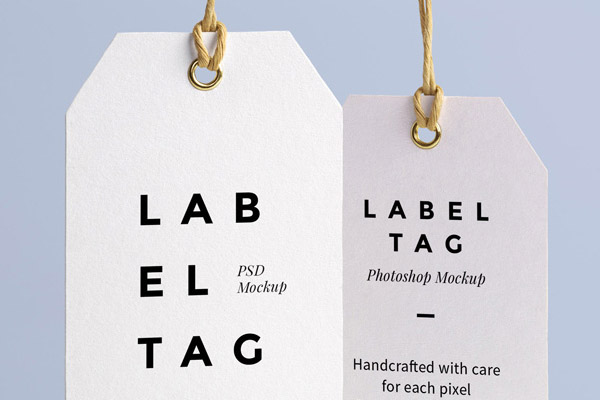 LAB
EL
PSD
Mockup
TAG
LABEL
TAG
Photoshop Mockup
Handcrafted with care
for each pixel